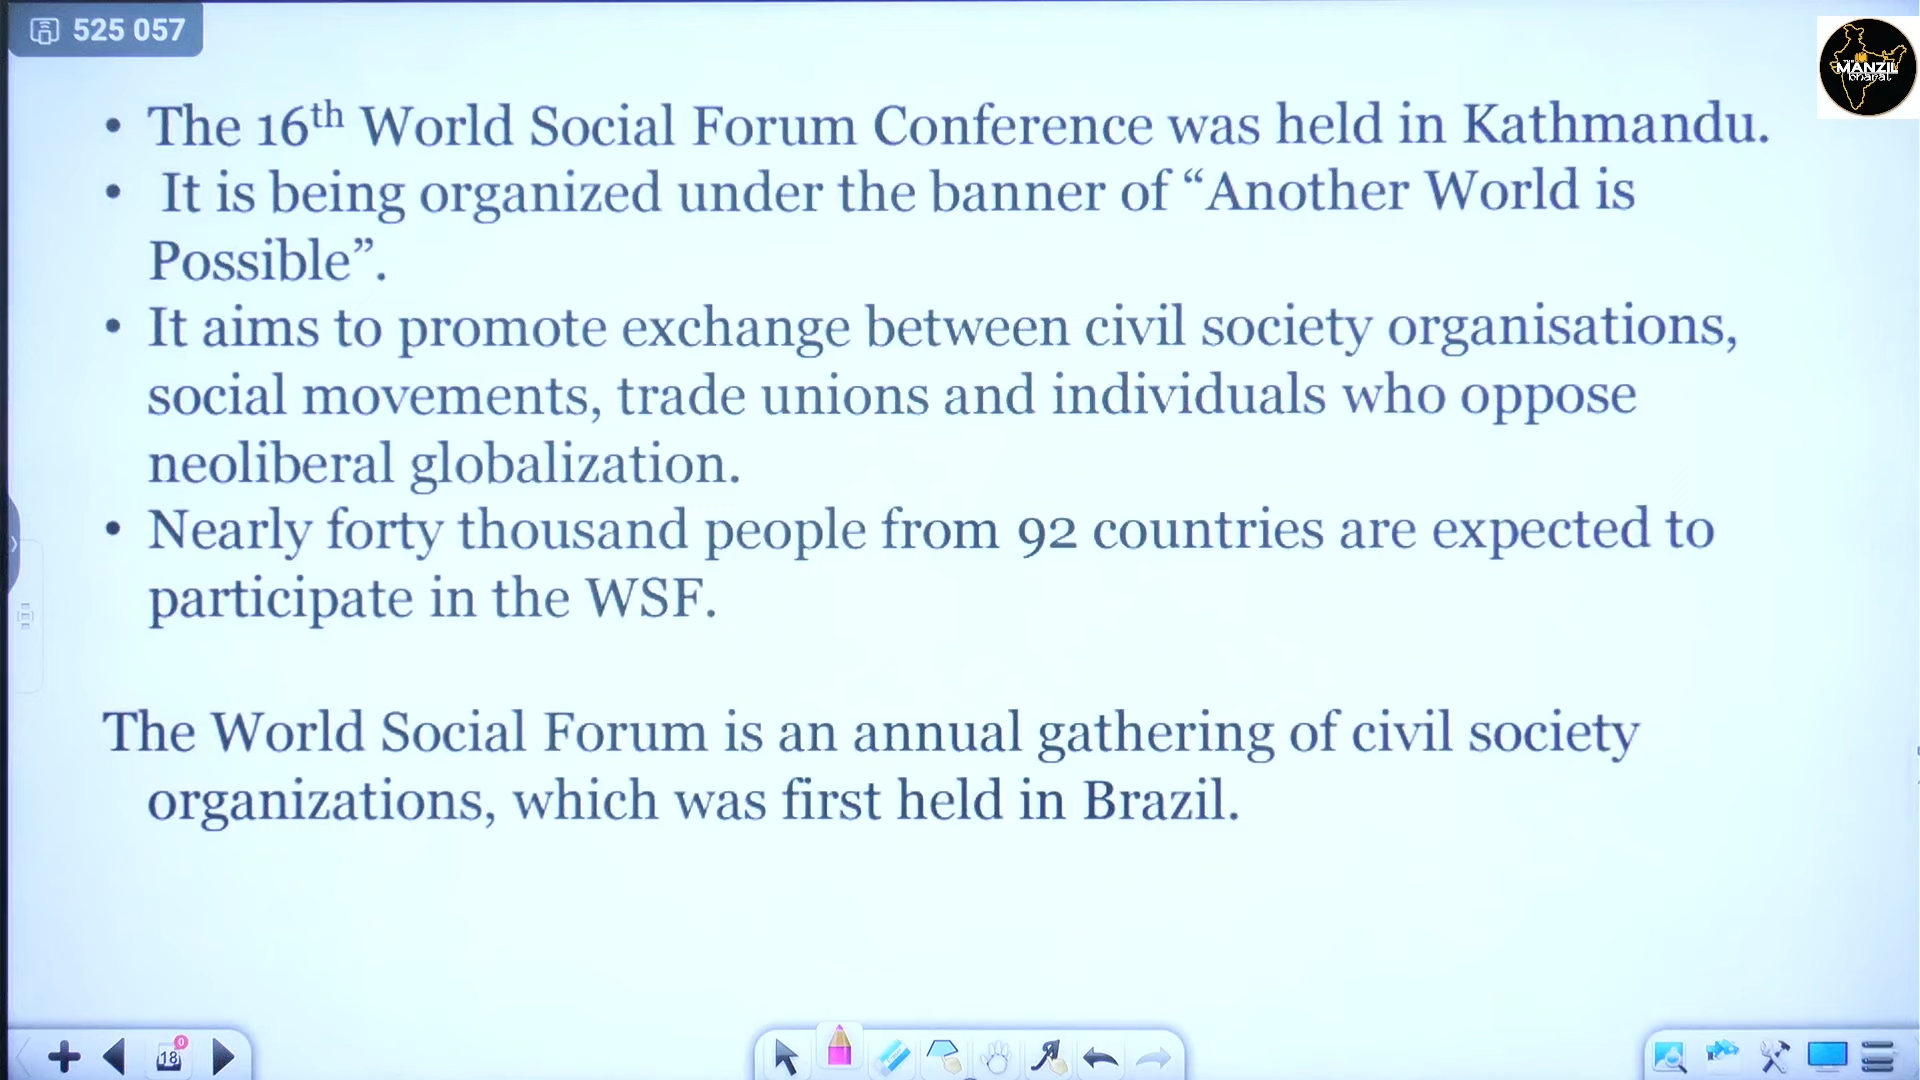 525 057
MANZIL
bharat
• The 16th World Social Forum Conference was held in Kathmandu.
• It is being organized under the banner of “Another World is
Possible”.
• It aims to promote exchange between civil society organisations,
social movements, trade unions and individuals who oppose
neoliberal globalization.
• Nearly forty thousand people from 92 countries are expected to
participate in the WSF.
The World Social Forum is an annual gathering of civil society
organizations, which was first held in Brazil.
18
0